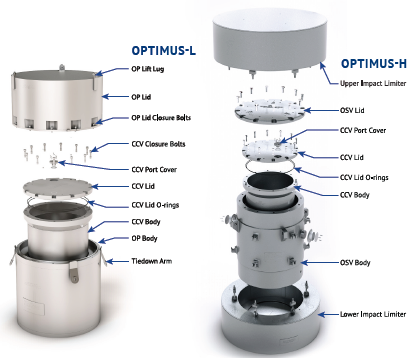 OPTIMUS-L
OP Lift Lug
OP Lid
OP Lid Closure Bolts
CCV Closure Bolts
CCV Port Cover
CCV Lid
CCV Lid O-rings
CCV Body
OP Body
Tiedown Arm
OPTIMUS-H
Upper Impact Limiter
OSV Lid
CCV Port Cover
CCV Lid
CCV Lid O-rings
CCV Body
OSV Body
Lower Impact Limiter